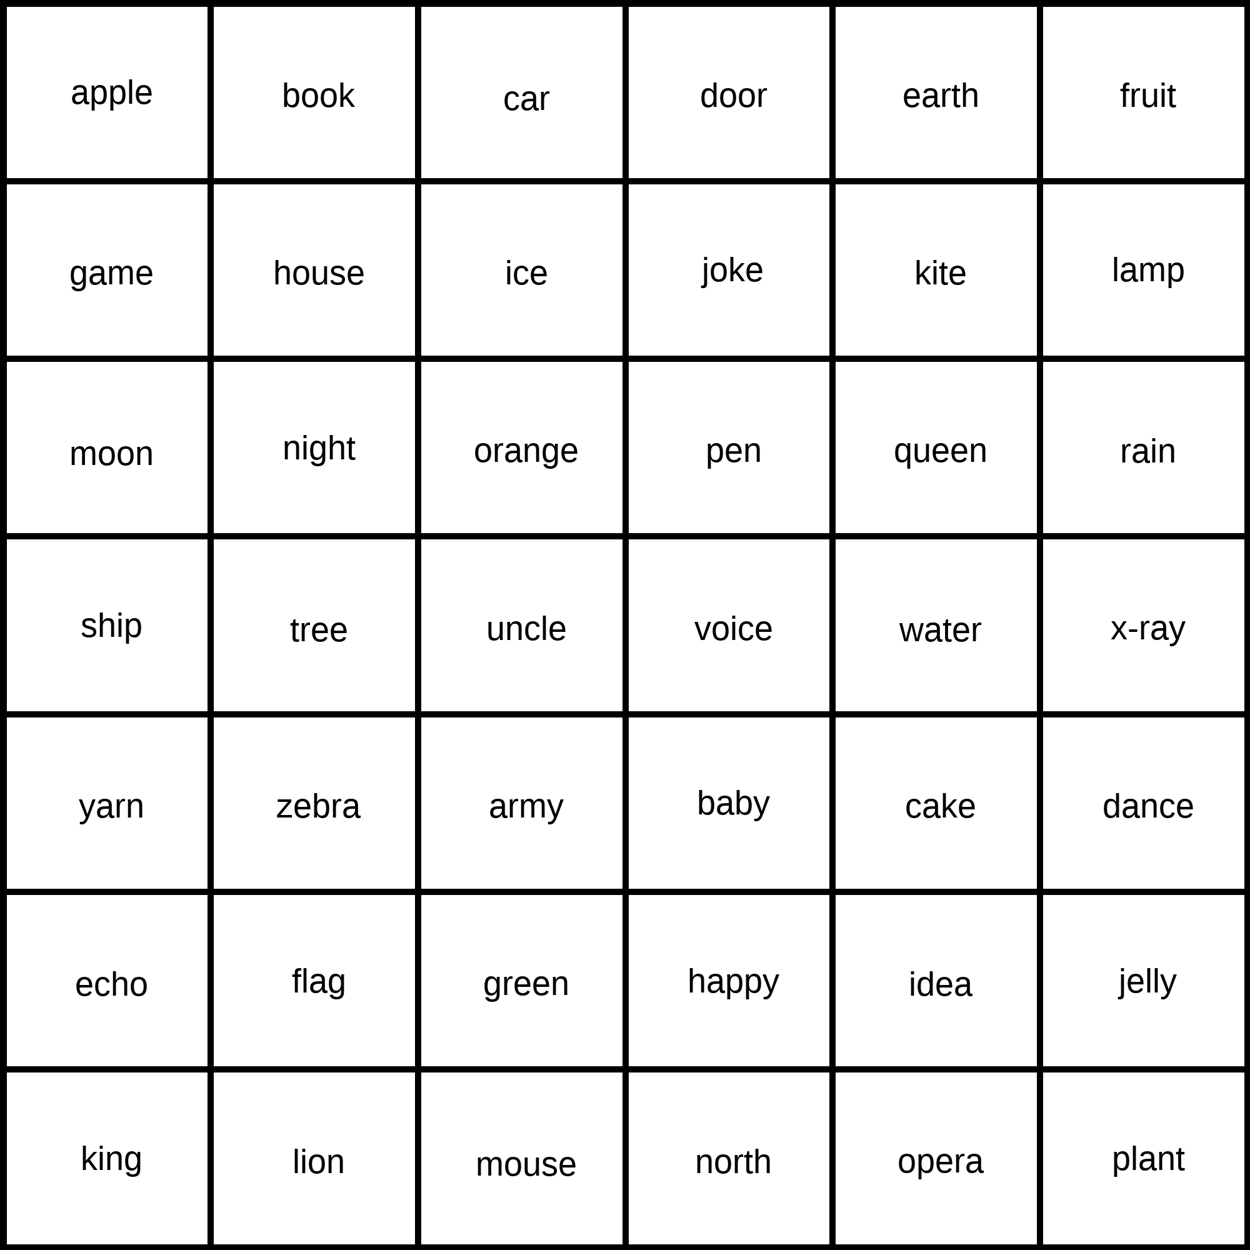 apple book car door earth fruit
game house ice joke kite lamp
moon night orange pen queen rain
ship tree uncle voice water x-ray
yarn zebra army baby cake dance
echo flag green happy idea jelly
king lion mouse north opera plant